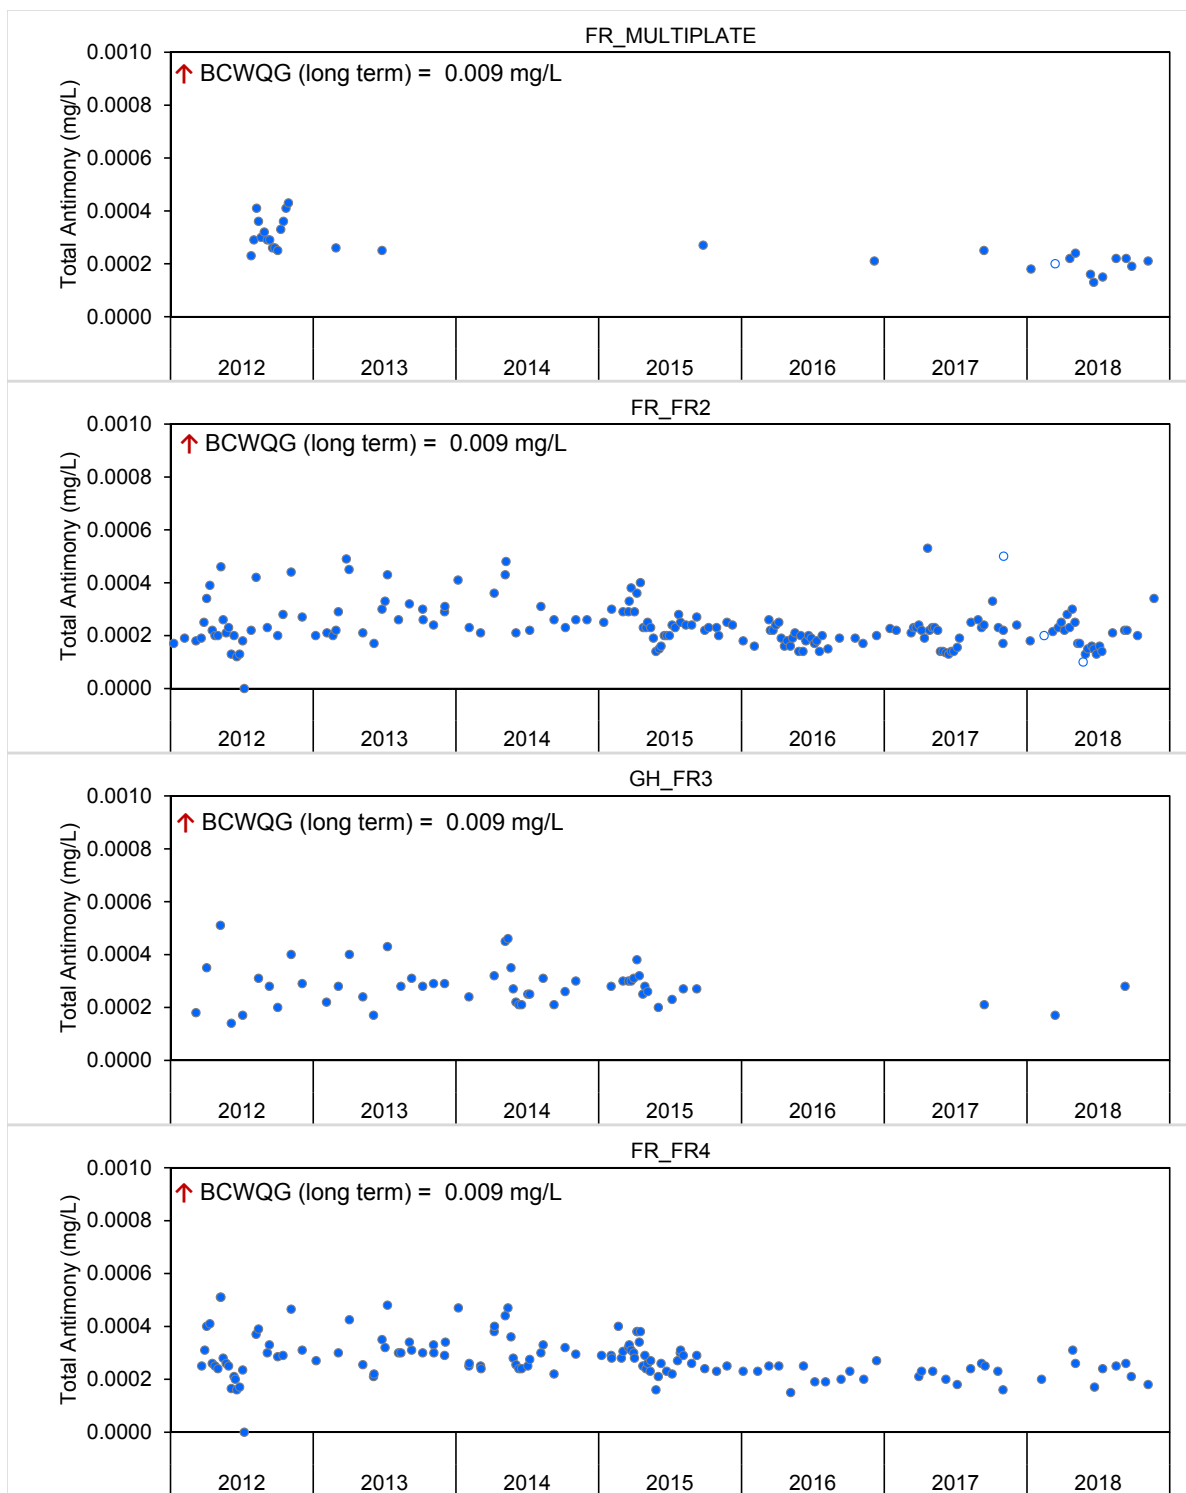 FR_MULTIPLATE
0.0010
↑ BCWQG (long term) = 0.009 mg/L
0.0008
0.0006
0.0004
0.0002
0.0000
Total Antimony (mg/L)
2012 2013 2014 2015 2016 2017 2018
FR_FR2
0.0010
↑ BCWQG (long term) = 0.009 mg/L
0.0008
0.0006
0.0004
0.0002
0.0000
Total Antimony (mg/L)
2012 2013 2014 2015 2016 2017 2018
GH_FR3
0.0010
↑ BCWQG (long term) = 0.009 mg/L
0.0008
0.0006
0.0004
0.0002
0.0000
Total Antimony (mg/L)
2012 2013 2014 2015 2016 2017 2018
FR_FR4
0.0010
↑ BCWQG (long term) = 0.009 mg/L
0.0008
0.0006
0.0004
0.0002
0.0000
Total Antimony (mg/L)
2012 2013 2014 2015 2016 2017 2018